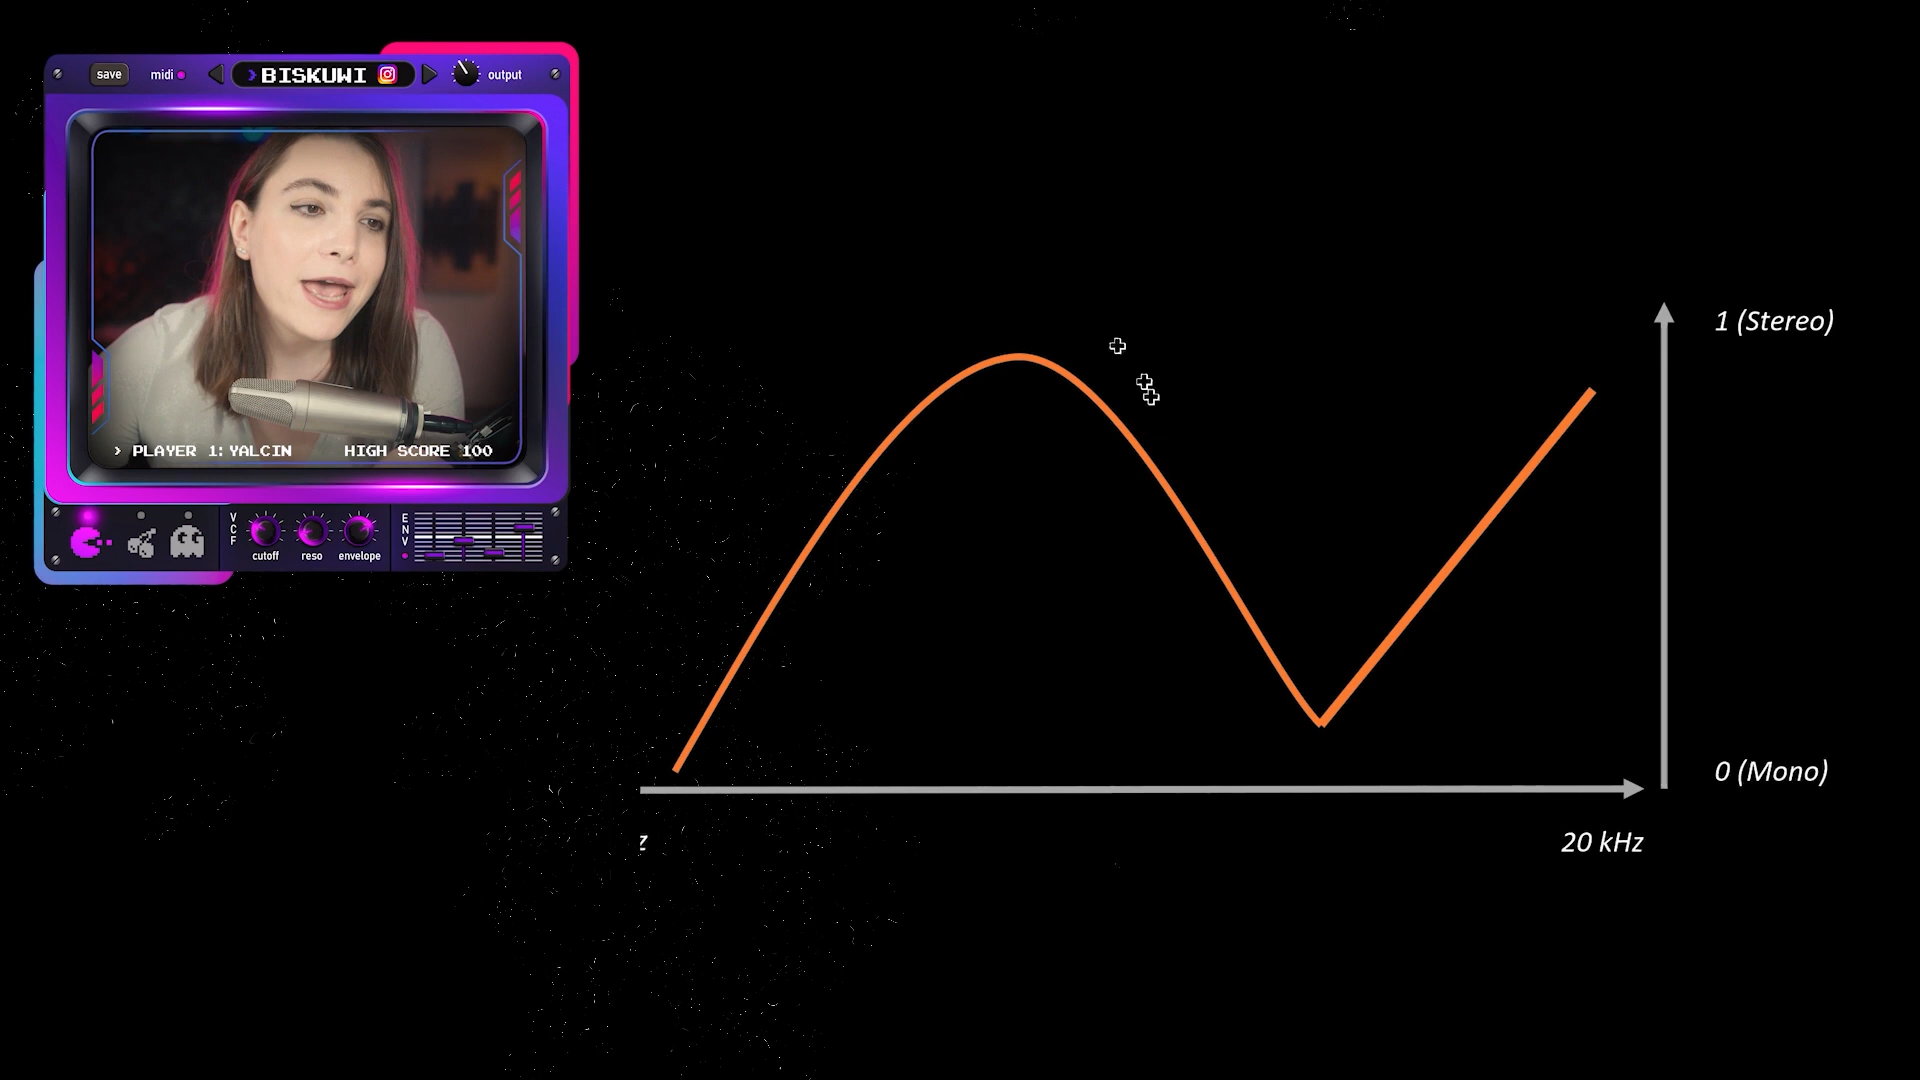 save midi BISKUWI output
PLAYER 1: YALCIN HIGH SCORE 100
VCF cutoff reso envelope ENV
1 (Stereo)
0 (Mono)
z 20 kHz